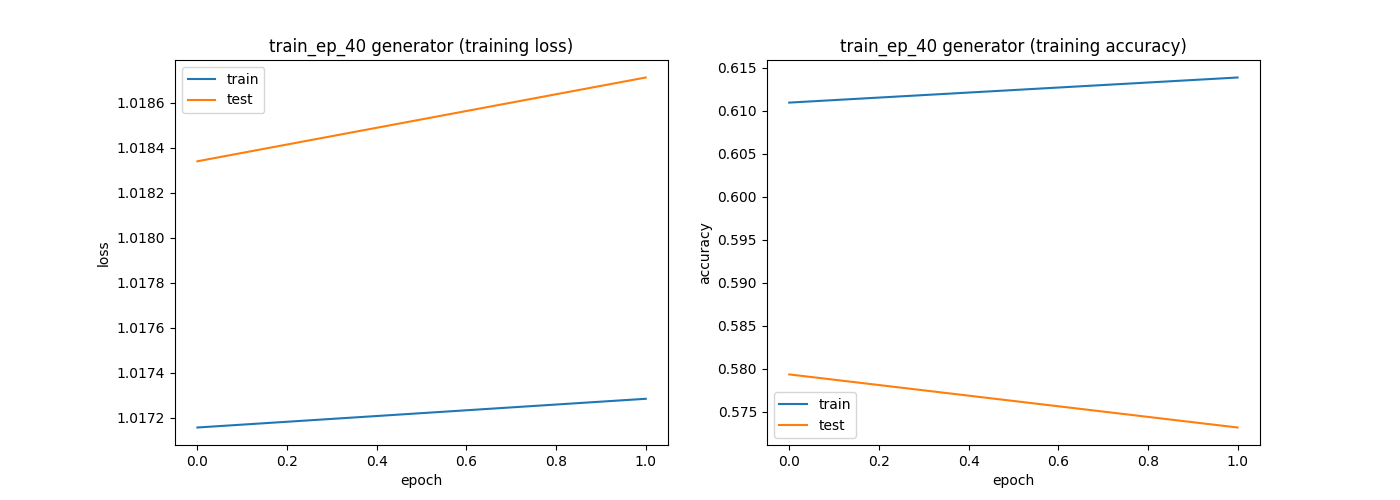 train_ep_40 generator (training loss)
train
test
1.0186
1.0184
1.0182
1.0180
1.0178
1.0176
1.0174
1.0172
loss
0.0 0.2 0.4 0.6 0.8 1.0
epoch
train_ep_40 generator (training accuracy)
0.615
0.610
0.605
0.600
0.595
0.590
0.585
0.580
0.575
accuracy
train
test
0.0 0.2 0.4 0.6 0.8 1.0
epoch